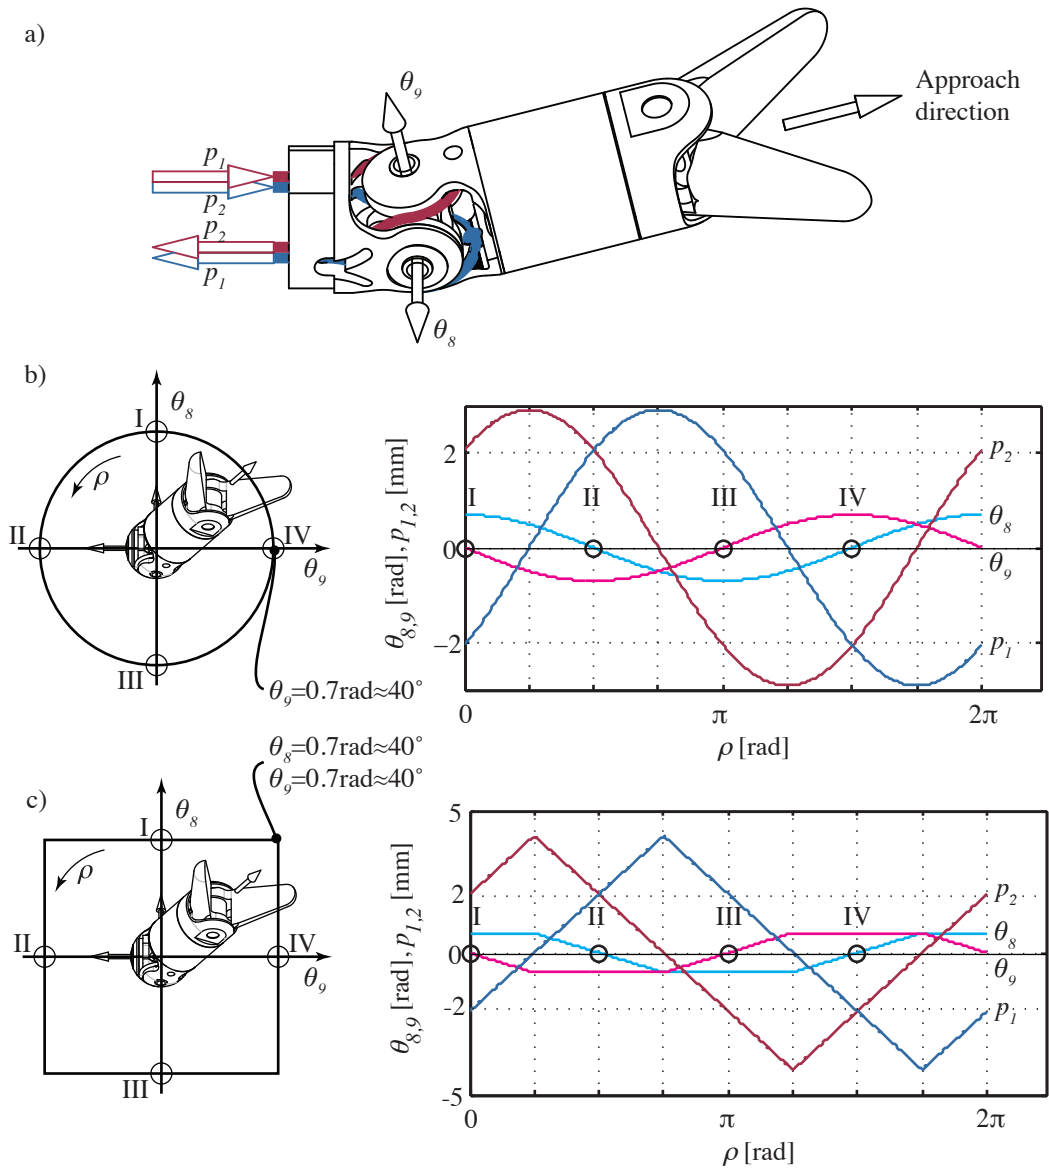 a)
θ9
Approach
direction
p1
p2
p2
p1
θ8
b)
θ8
I
ρ
II
IV
θ9
III
θ9=0.7rad≈40°
θ8,9 [rad], p1,2 [mm]
2
0
-2
I
II
III
IV
p2
θ8
θ9
p1
0
π
2π
ρ [rad]
θ8=0.7rad≈40°
θ9=0.7rad≈40°
c)
θ8
I
ρ
II
IV
θ9
III
θ8,9 [rad], p1,2 [mm]
5
2
0
-2
-5
I
II
III
IV
p2
θ8
θ9
p1
0
π
2π
ρ [rad]